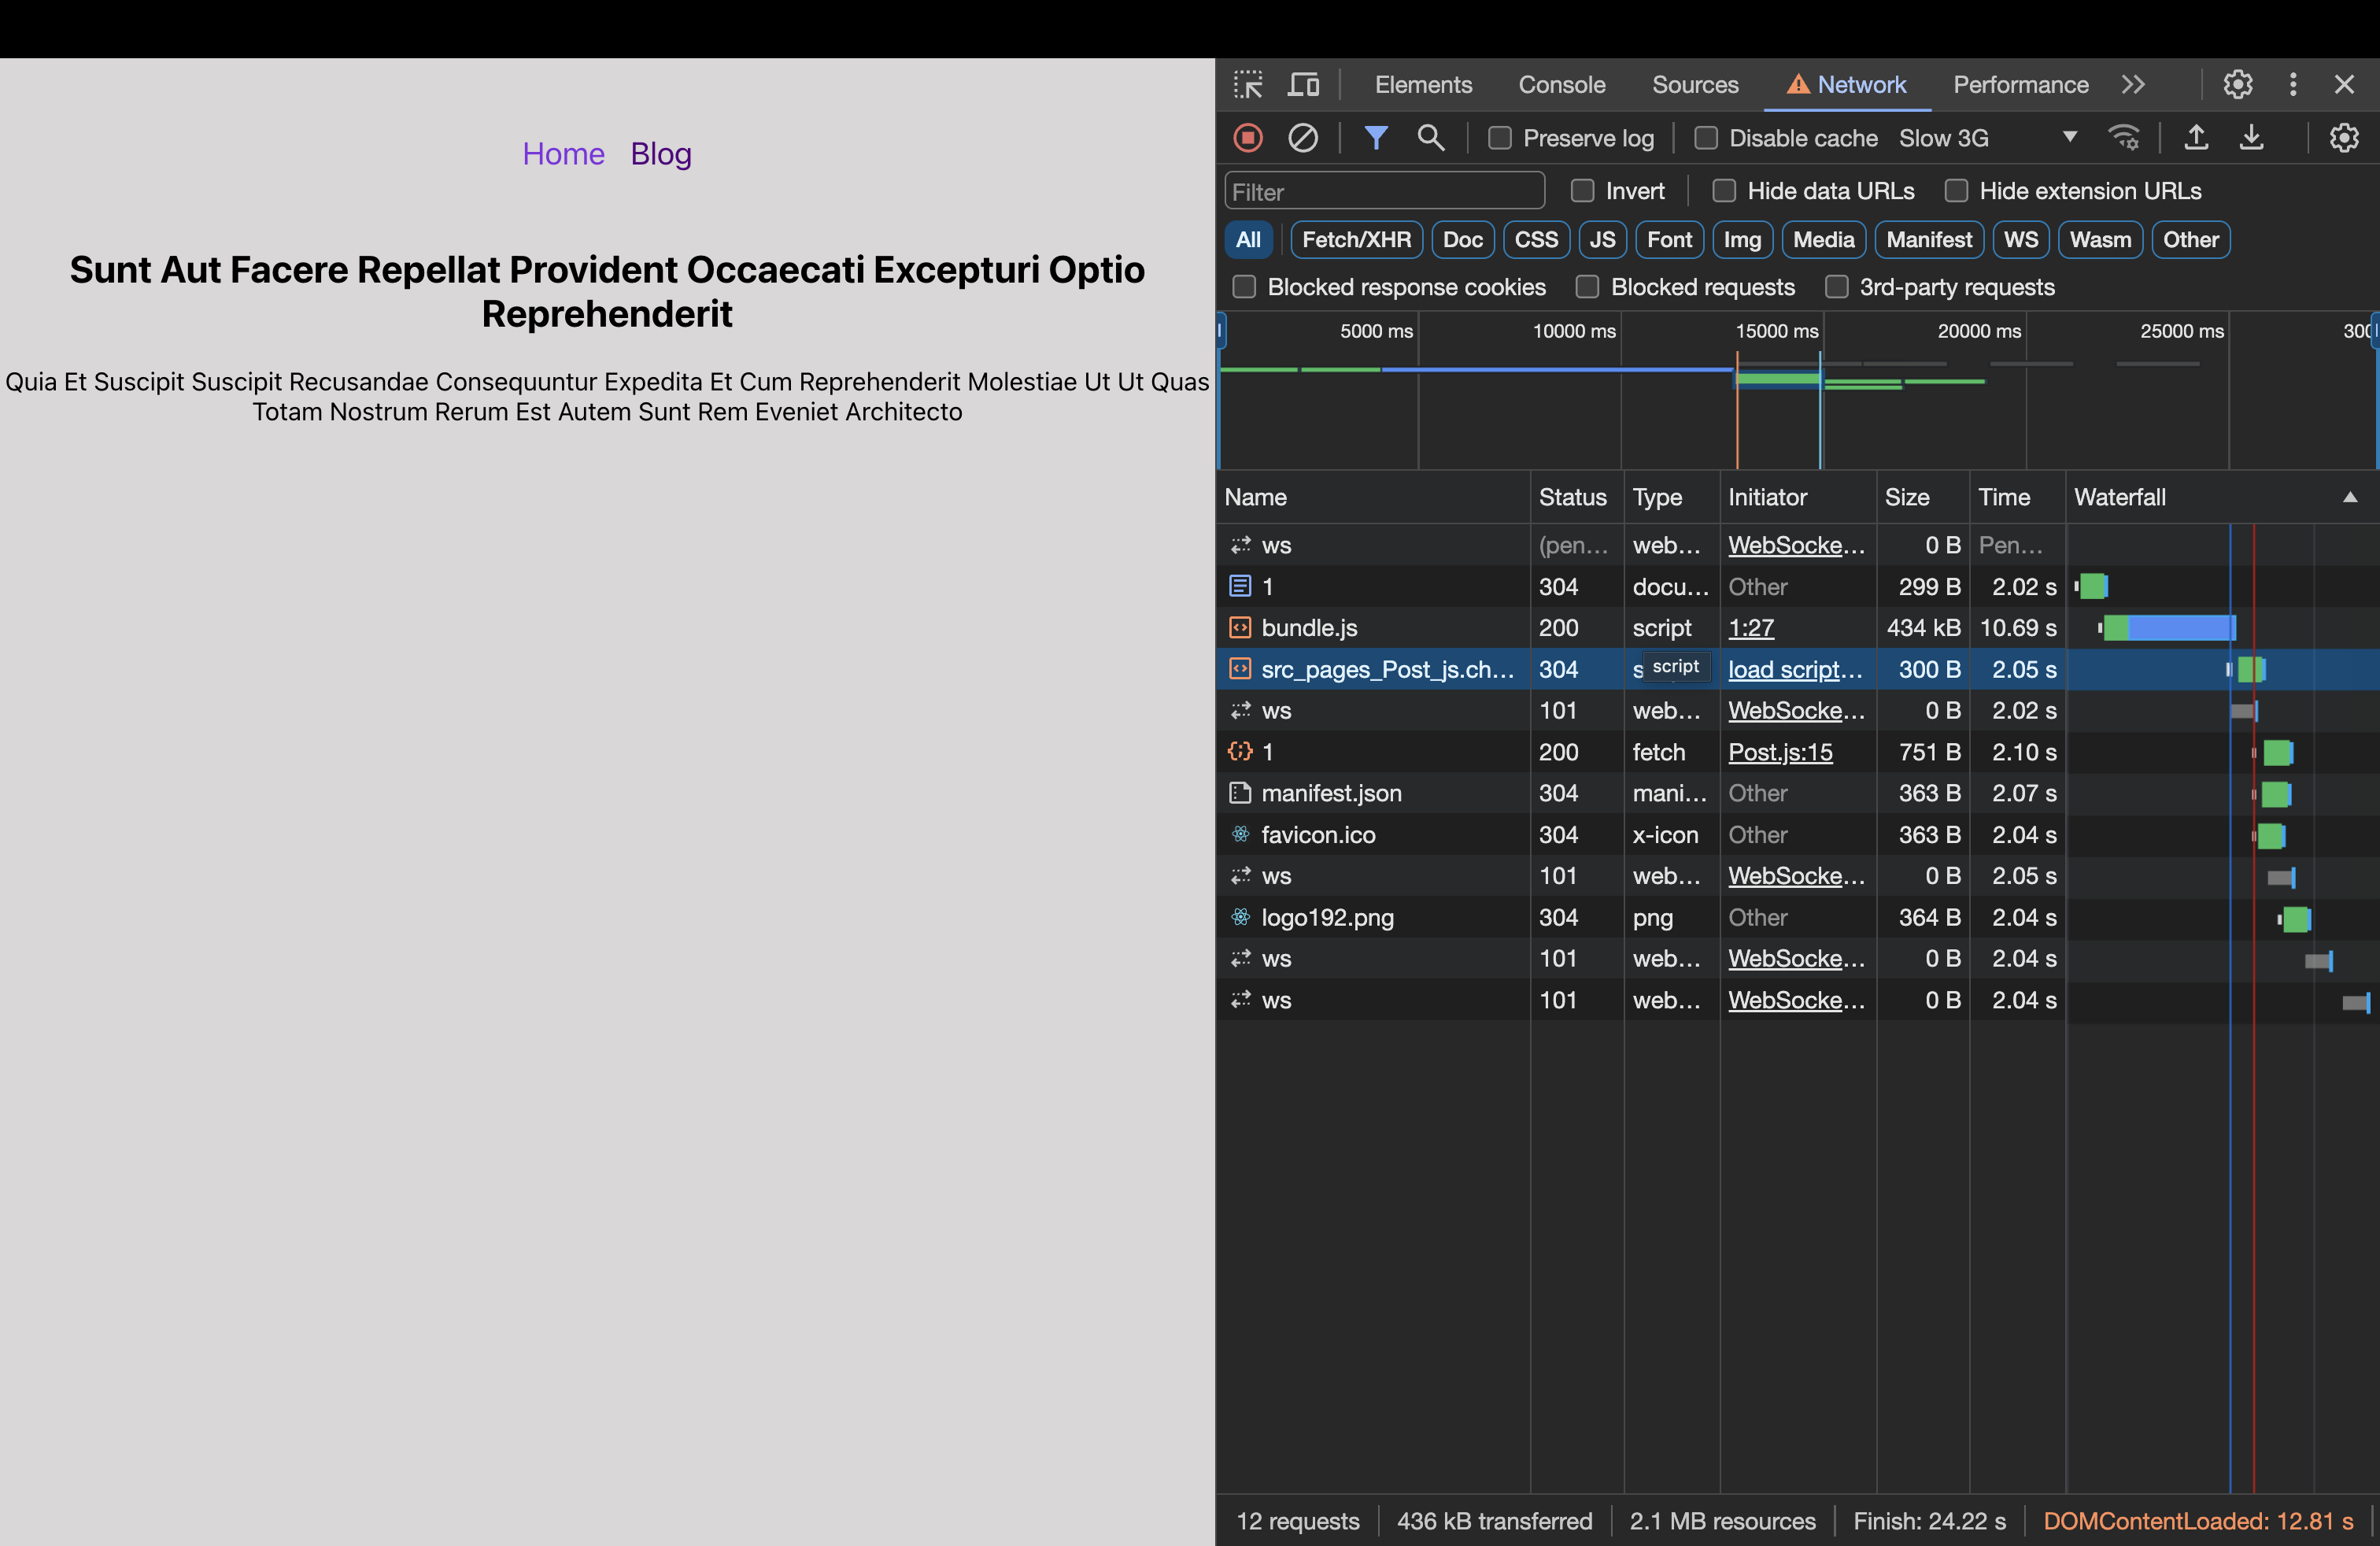 Home Blog
Sunt Aut Facere Repellat Provident Occaecati Excepturi Optio
Reprehenderit
Quia Et Suscipit Suscipit Recusandae Consequuntur Expedita Et Cum Reprehenderit Molestiae Ut Ut Quas
Totam Nostrum Rerum Est Autem Sunt Rem Eveniet Architecto
Elements Console Sources Network Performance
Preserve log Disable cache Slow 3G
Filter Invert Hide data URLs Hide extension URLs
All Fetch/XHR Doc CSS JS Font Img Media Manifest WS Wasm Other
Blocked response cookies Blocked requests 3rd-party requests
5000 ms 10000 ms 15000 ms 20000 ms 25000 ms 300
Name Status Type Initiator Size Time Waterfall
ws (pen... web... WebSocke... 0 B Pen...
1 304 docu... Other 299 B 2.02 s
bundle.js 200 script 1:27 434 kB 10.69 s
src_pages_Post_js.ch... 304 s script load script... 300 B 2.05 s
ws 101 web... WebSocke... 0 B 2.02 s
1 200 fetch Post.js:15 751 B 2.10 s
manifest.json 304 mani... Other 363 B 2.07 s
favicon.ico 304 x-icon Other 363 B 2.04 s
ws 101 web... WebSocke... 0 B 2.05 s
logo192.png 304 png Other 364 B 2.04 s
ws 101 web... WebSocke... 0 B 2.04 s
ws 101 web... WebSocke... 0 B 2.04 s
12 requests 436 kB transferred 2.1 MB resources Finish: 24.22 s DOMContentLoaded: 12.81 s